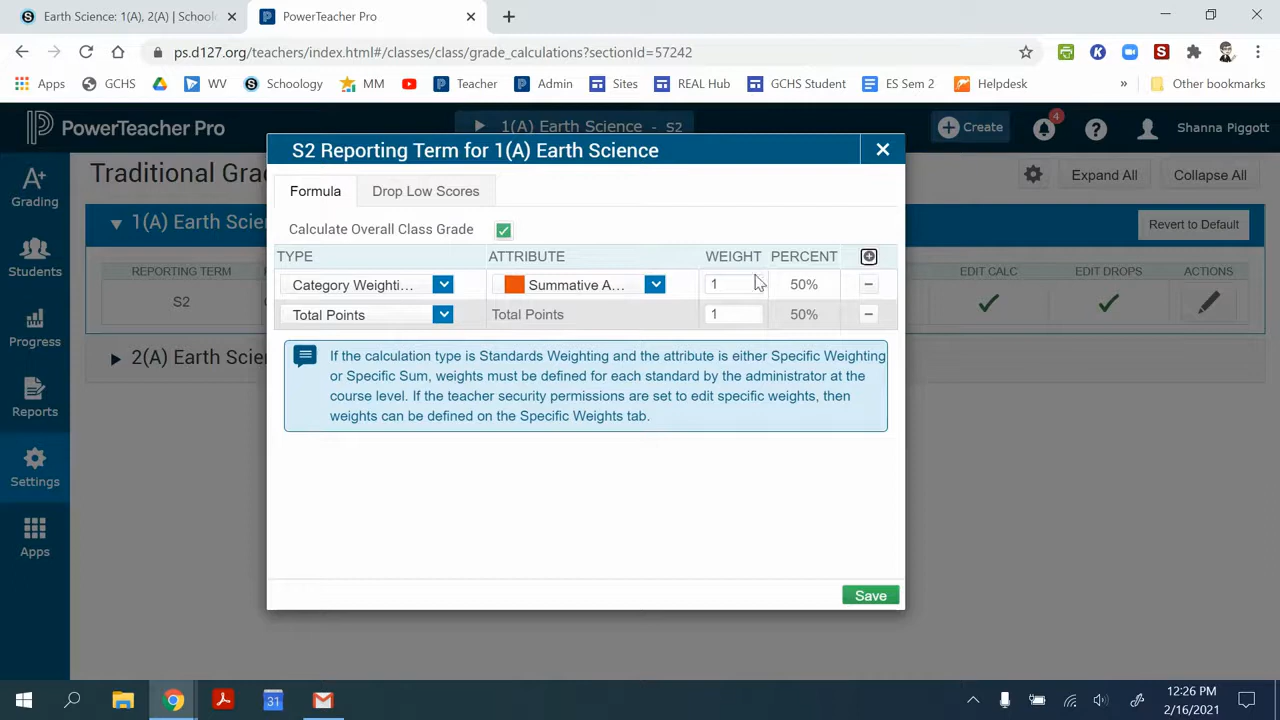 Earth Science: 1(A), 2(A) | Schoolo
PowerTeacher Pro
ps.d127.org/teachers/index.html#/classes/class/grade_calculations?sectionId=57242
Apps GCHS WV Schoology MM Teacher Admin Sites REAL Hub GCHS Student ES Sem 2 Helpdesk » Other bookmarks
PowerTeacher Pro
1(A) Earth Science - S2
Create
4
Shanna Piggott
Grading
Students
Progress
Reports
Settings
Apps
Traditional Gra
Expand All
Collapse All
1(A) Earth Scie
Revert to Default
REPORTING TERM
EDIT CALC
EDIT DROPS
ACTIONS
S2
2(A) Earth Scie
S2 Reporting Term for 1(A) Earth Science
Formula
Drop Low Scores
Calculate Overall Class Grade
TYPE ATTRIBUTE WEIGHT PERCENT
Category Weighti... Summative A... 1 50%
Total Points Total Points 1 50%
If the calculation type is Standards Weighting and the attribute is either Specific Weighting
or Specific Sum, weights must be defined for each standard by the administrator at the
course level. If the teacher security permissions are set to edit specific weights, then
weights can be defined on the Specific Weights tab.
Save
31
12:26 PM
2/16/2021